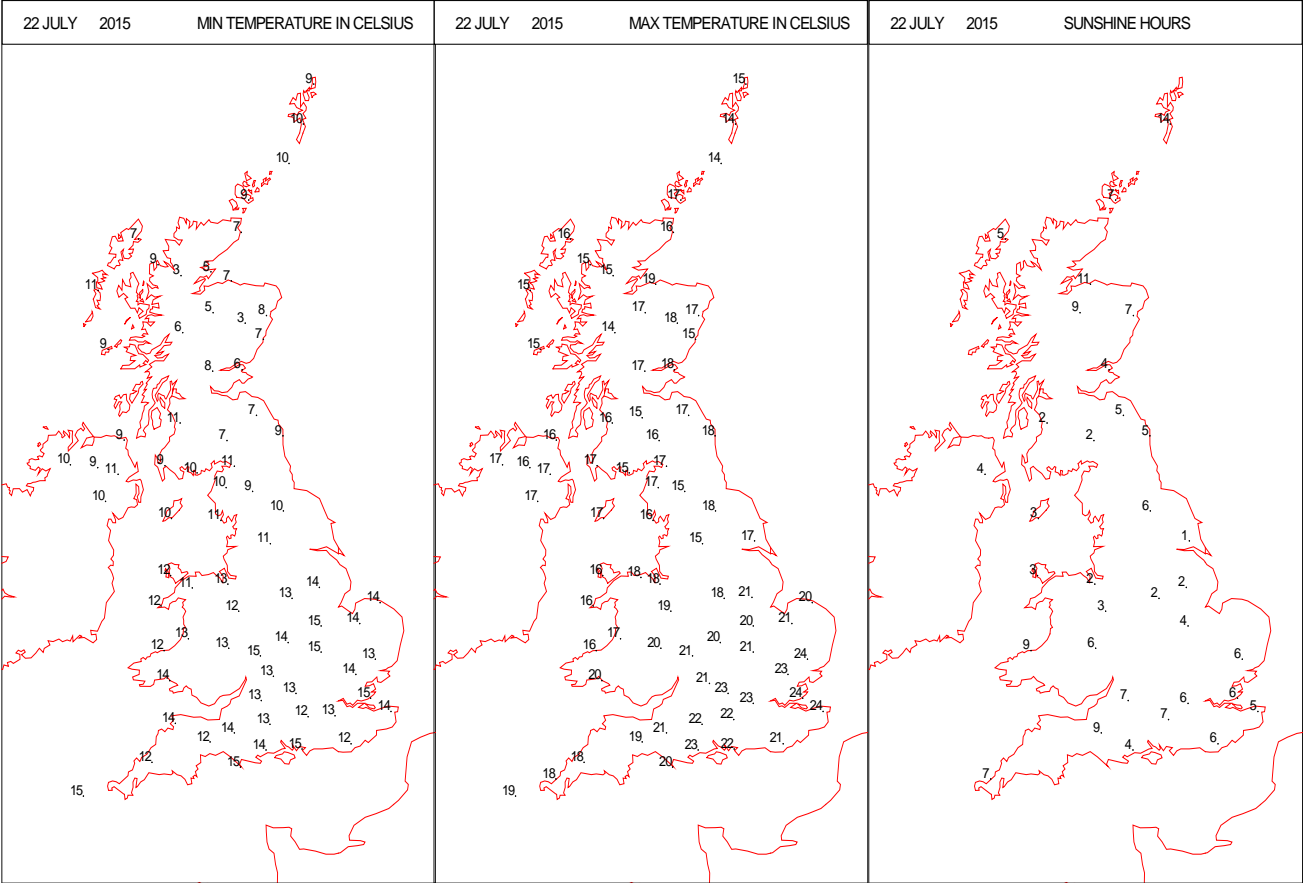 22 JULY 2015 MIN TEMPERATURE IN CELSIUS
9
10
10
9
7
7
9
3 5 7
11
5 3 8
6 7
9
8 6
7
11
7 9
9
10 9 11 9 10 11
10 9
10 10
10 11
11
12 11 13 14
13
12 12 14
15 14
13 14
12 13 15 15 13
14 13 14
13 13 15
14 14
14 12 13
12 13
14 15 12
12 15
15
22 JULY 2015 MAX TEMPERATURE IN CELSIUS
15
14
14
17
16
16
15 15 19
15
17 18 17
14 15
15
17 18
16 15 17
16 16 18
17 16 17 17 15 17
17 17 15
17 16 18
15 17
16 18 18
18 21
16 19 20
20 21
16 17 20 20
21 21 24
20 21 23
23 23 24
24
22 22
19 21
23 22 21
18 20
18
19
22 JULY 2015 SUNSHINE HOURS
14
7
5
11
9 7
4
2 5
2 5
4
3 6
1
3 2 2
2
3 4
9 6
6
7 6 6
7 5
9
4 6
7